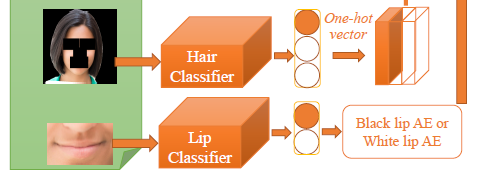 One-hot
vector
Hair
Classifier
Lip
Classifier
Black lip AE or
White lip AE